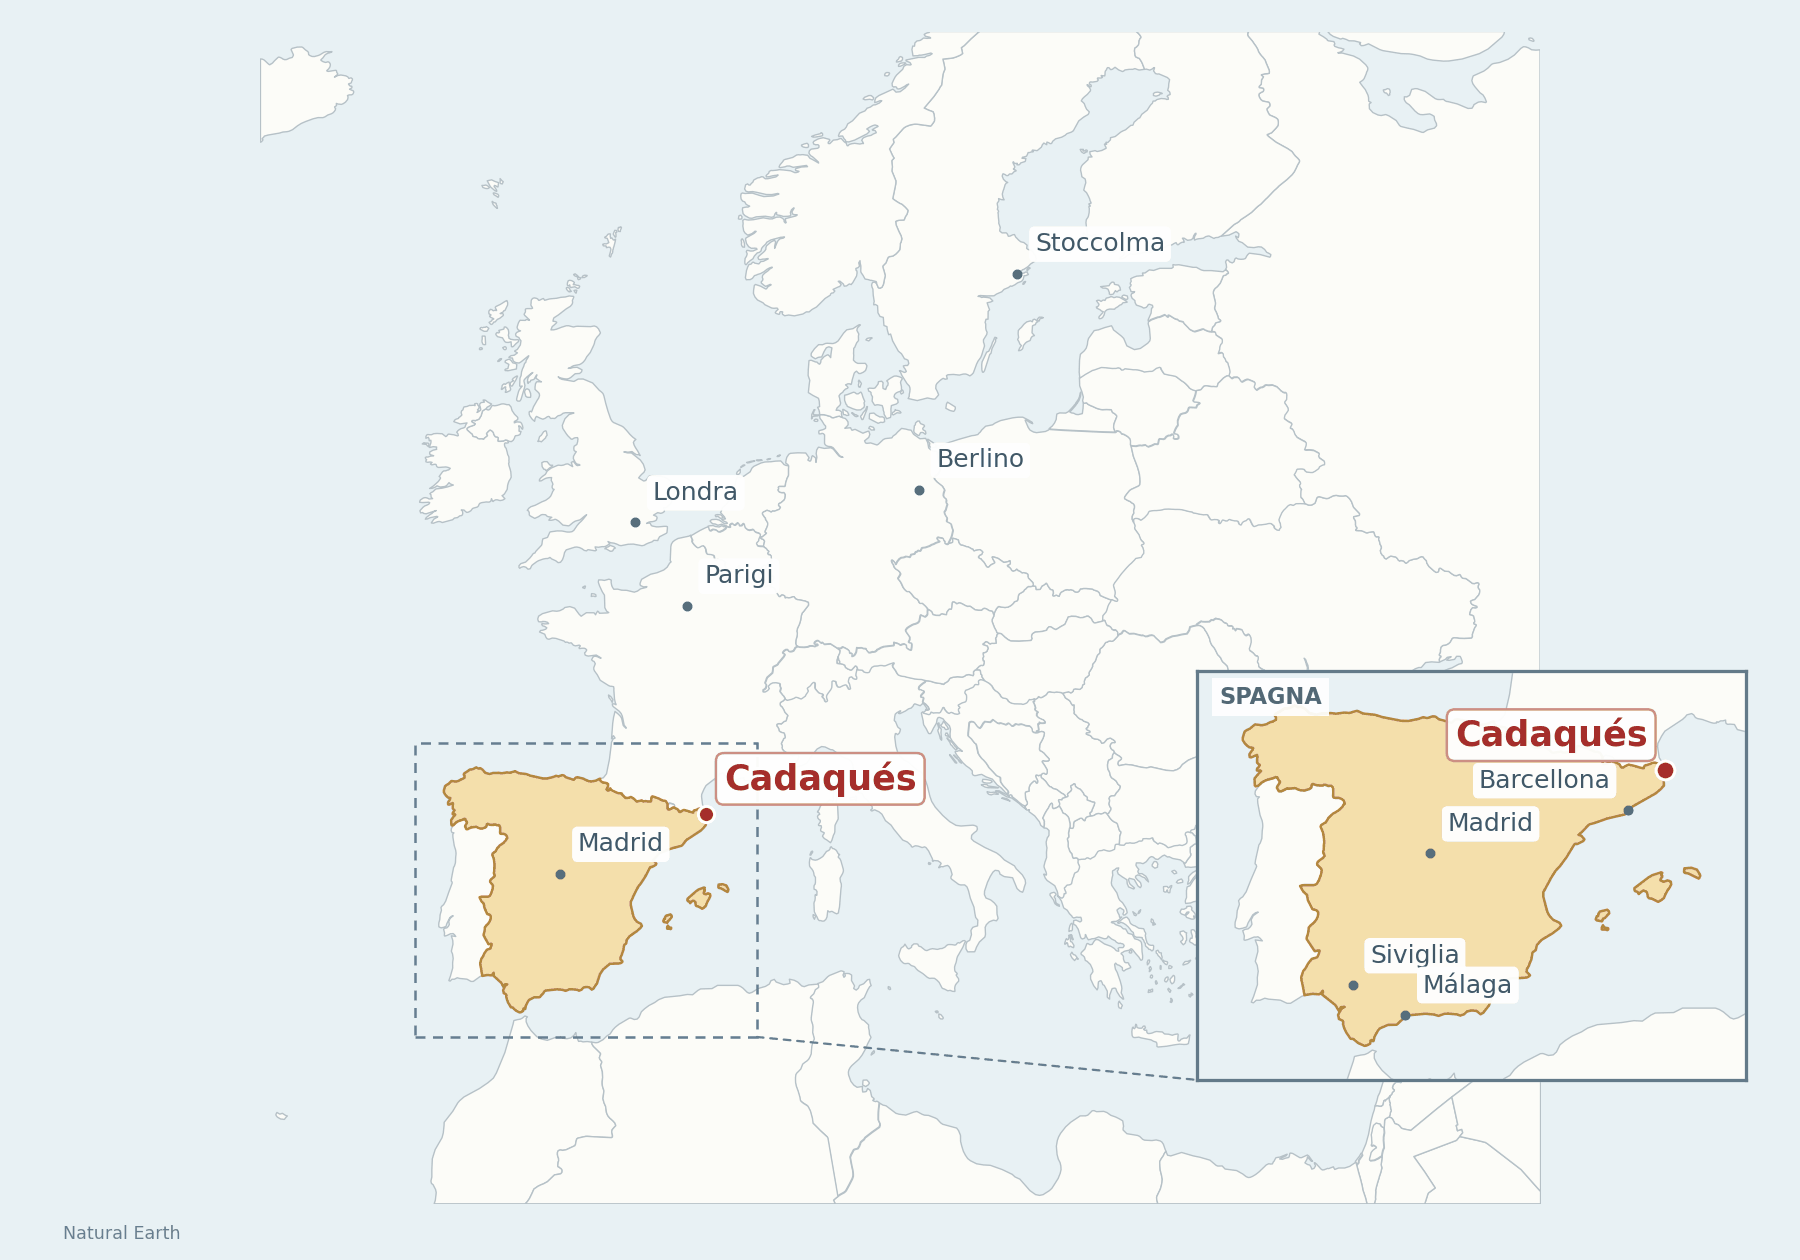 Stoccolma
Berlino
Londra
Parigi
Cadaqués
Madrid
SPAGNA
Cadaqués
Barcellona
Madrid
Siviglia
Málaga
Natural Earth